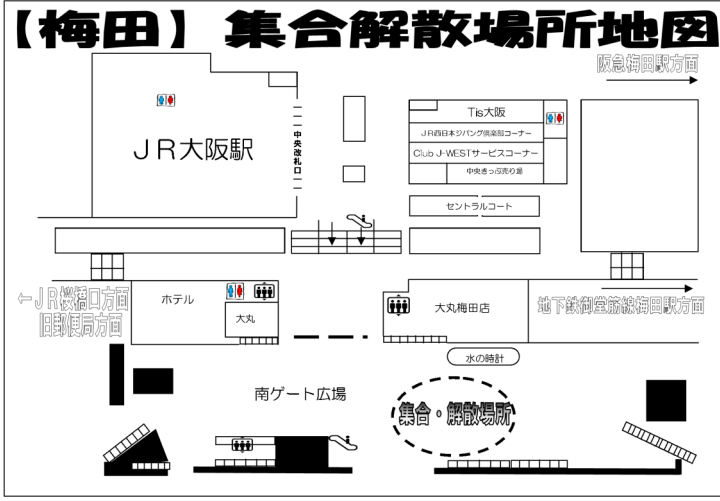 【梅田】集合解散場所地図
阪急梅田駅方面
JR大阪駅
中央改札口
Tis大阪
JR西日本ジパング倶楽部コーナー
Club J-WESTサービスコーナー
中央きっぷ売り場
セントラルコート
←JR桜橋口方面
旧郵便局方面
ホテル
大丸
大丸梅田店
地下鉄御堂筋線梅田駅方面
水の時計
南ゲート広場
集合・解散場所